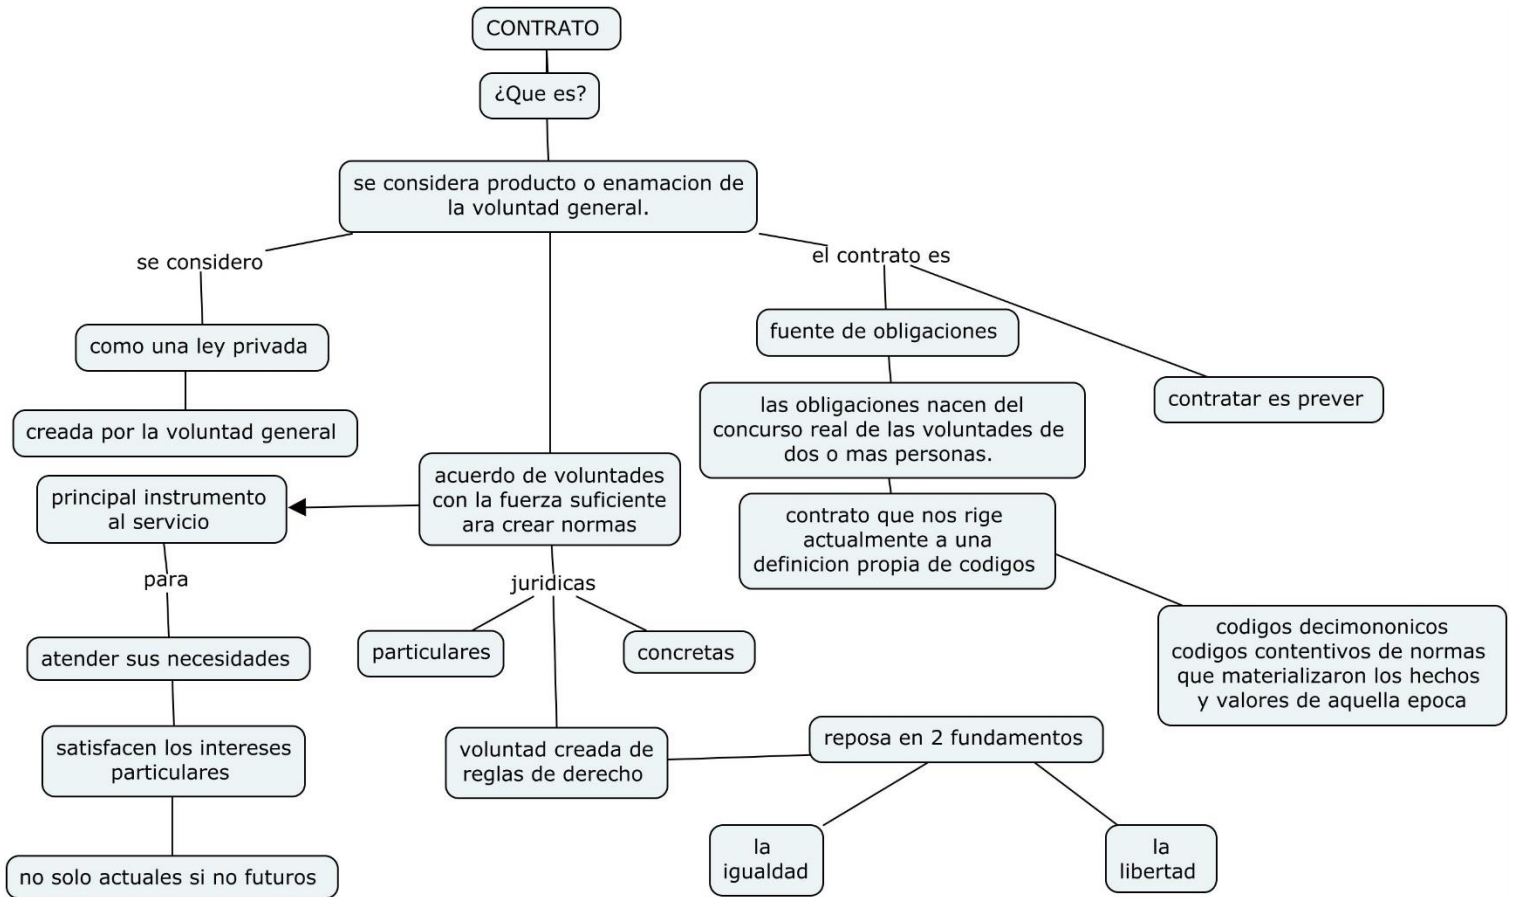 CONTRATO
¿Que es?
se considera producto o enamacion de
la voluntad general.
se considero
el contrato es
como una ley privada
creada por la voluntad general
fuente de obligaciones
contratar es prever
las obligaciones nacen del
concurso real de las voluntades de
dos o mas personas.
principal instrumento
al servicio
acuerdo de voluntades
con la fuerza suficiente
ara crear normas
contrato que nos rige
actualmente a una
definicion propia de codigos
para
juridicas
atender sus necesidades
particulares
concretas
codigos decimononicos
codigos contentivos de normas
que materializaron los hechos
y valores de aquella epoca
satisfacen los intereses
particulares
voluntad creada de
reglas de derecho
reposa en 2 fundamentos
no solo actuales si no futuros
la
igualdad
la
libertad